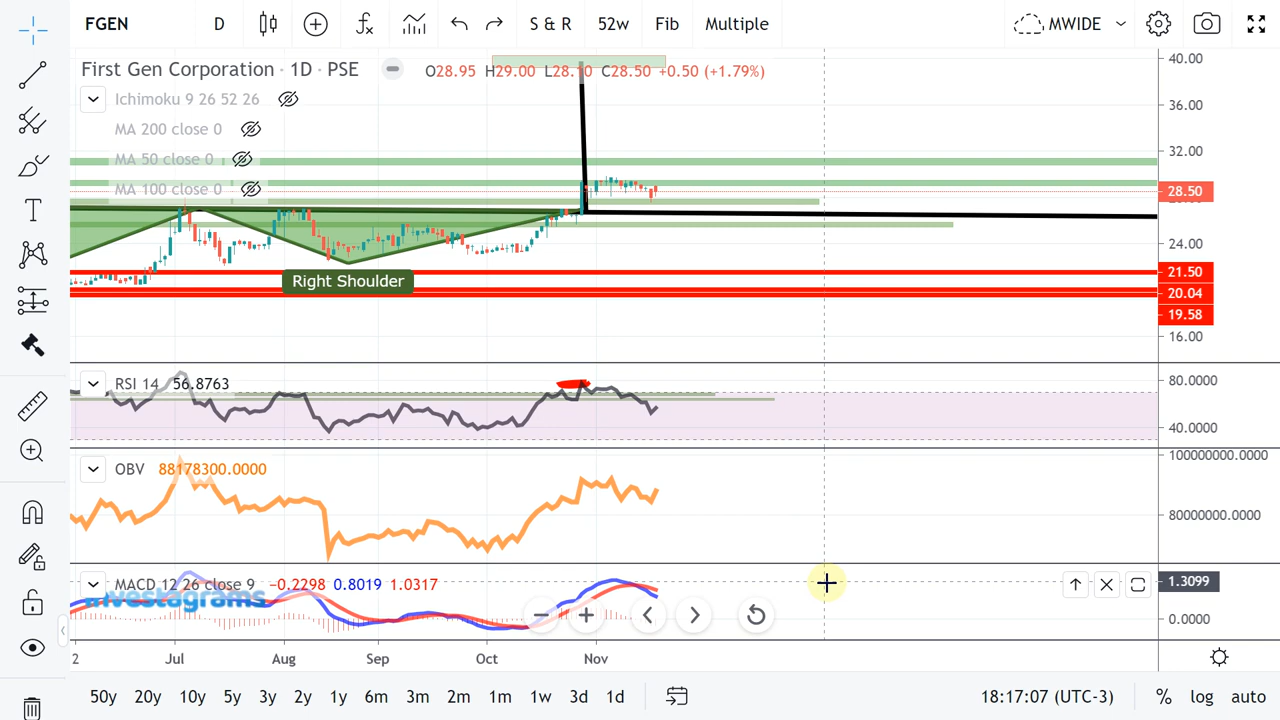 FGEN D S & R 52w Fib Multiple MWIDE
First Gen Corporation · 1D · PSE O28.95 H29.00 L28.10 C28.50 +0.50 (+1.79%)
Ichimoku 9 26 52 26
MA 200 close 0
MA 50 close 0
MA 100 close 0
40.00
36.00
32.00
28.50
24.00
21.50
20.04
19.58
16.00
Right Shoulder
RSI 14 56.8763
80.0000
40.0000
OBV 88178300.0000
100000000.0000
80000000.0000
MACD 12 26 close 9 −0.2298 0.8019 1.0317
1.3099
0.0000
investagrams
2 Jul Aug Sep Oct Nov
50y 20y 10y 5y 3y 2y 1y 6m 3m 2m 1m 1w 3d 1d 18:17:07 (UTC-3) % log auto